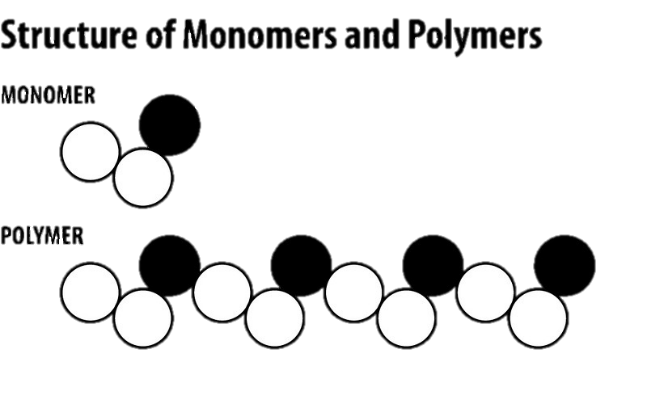 Structure of Monomers and Polymers
MONOMER
POLYMER